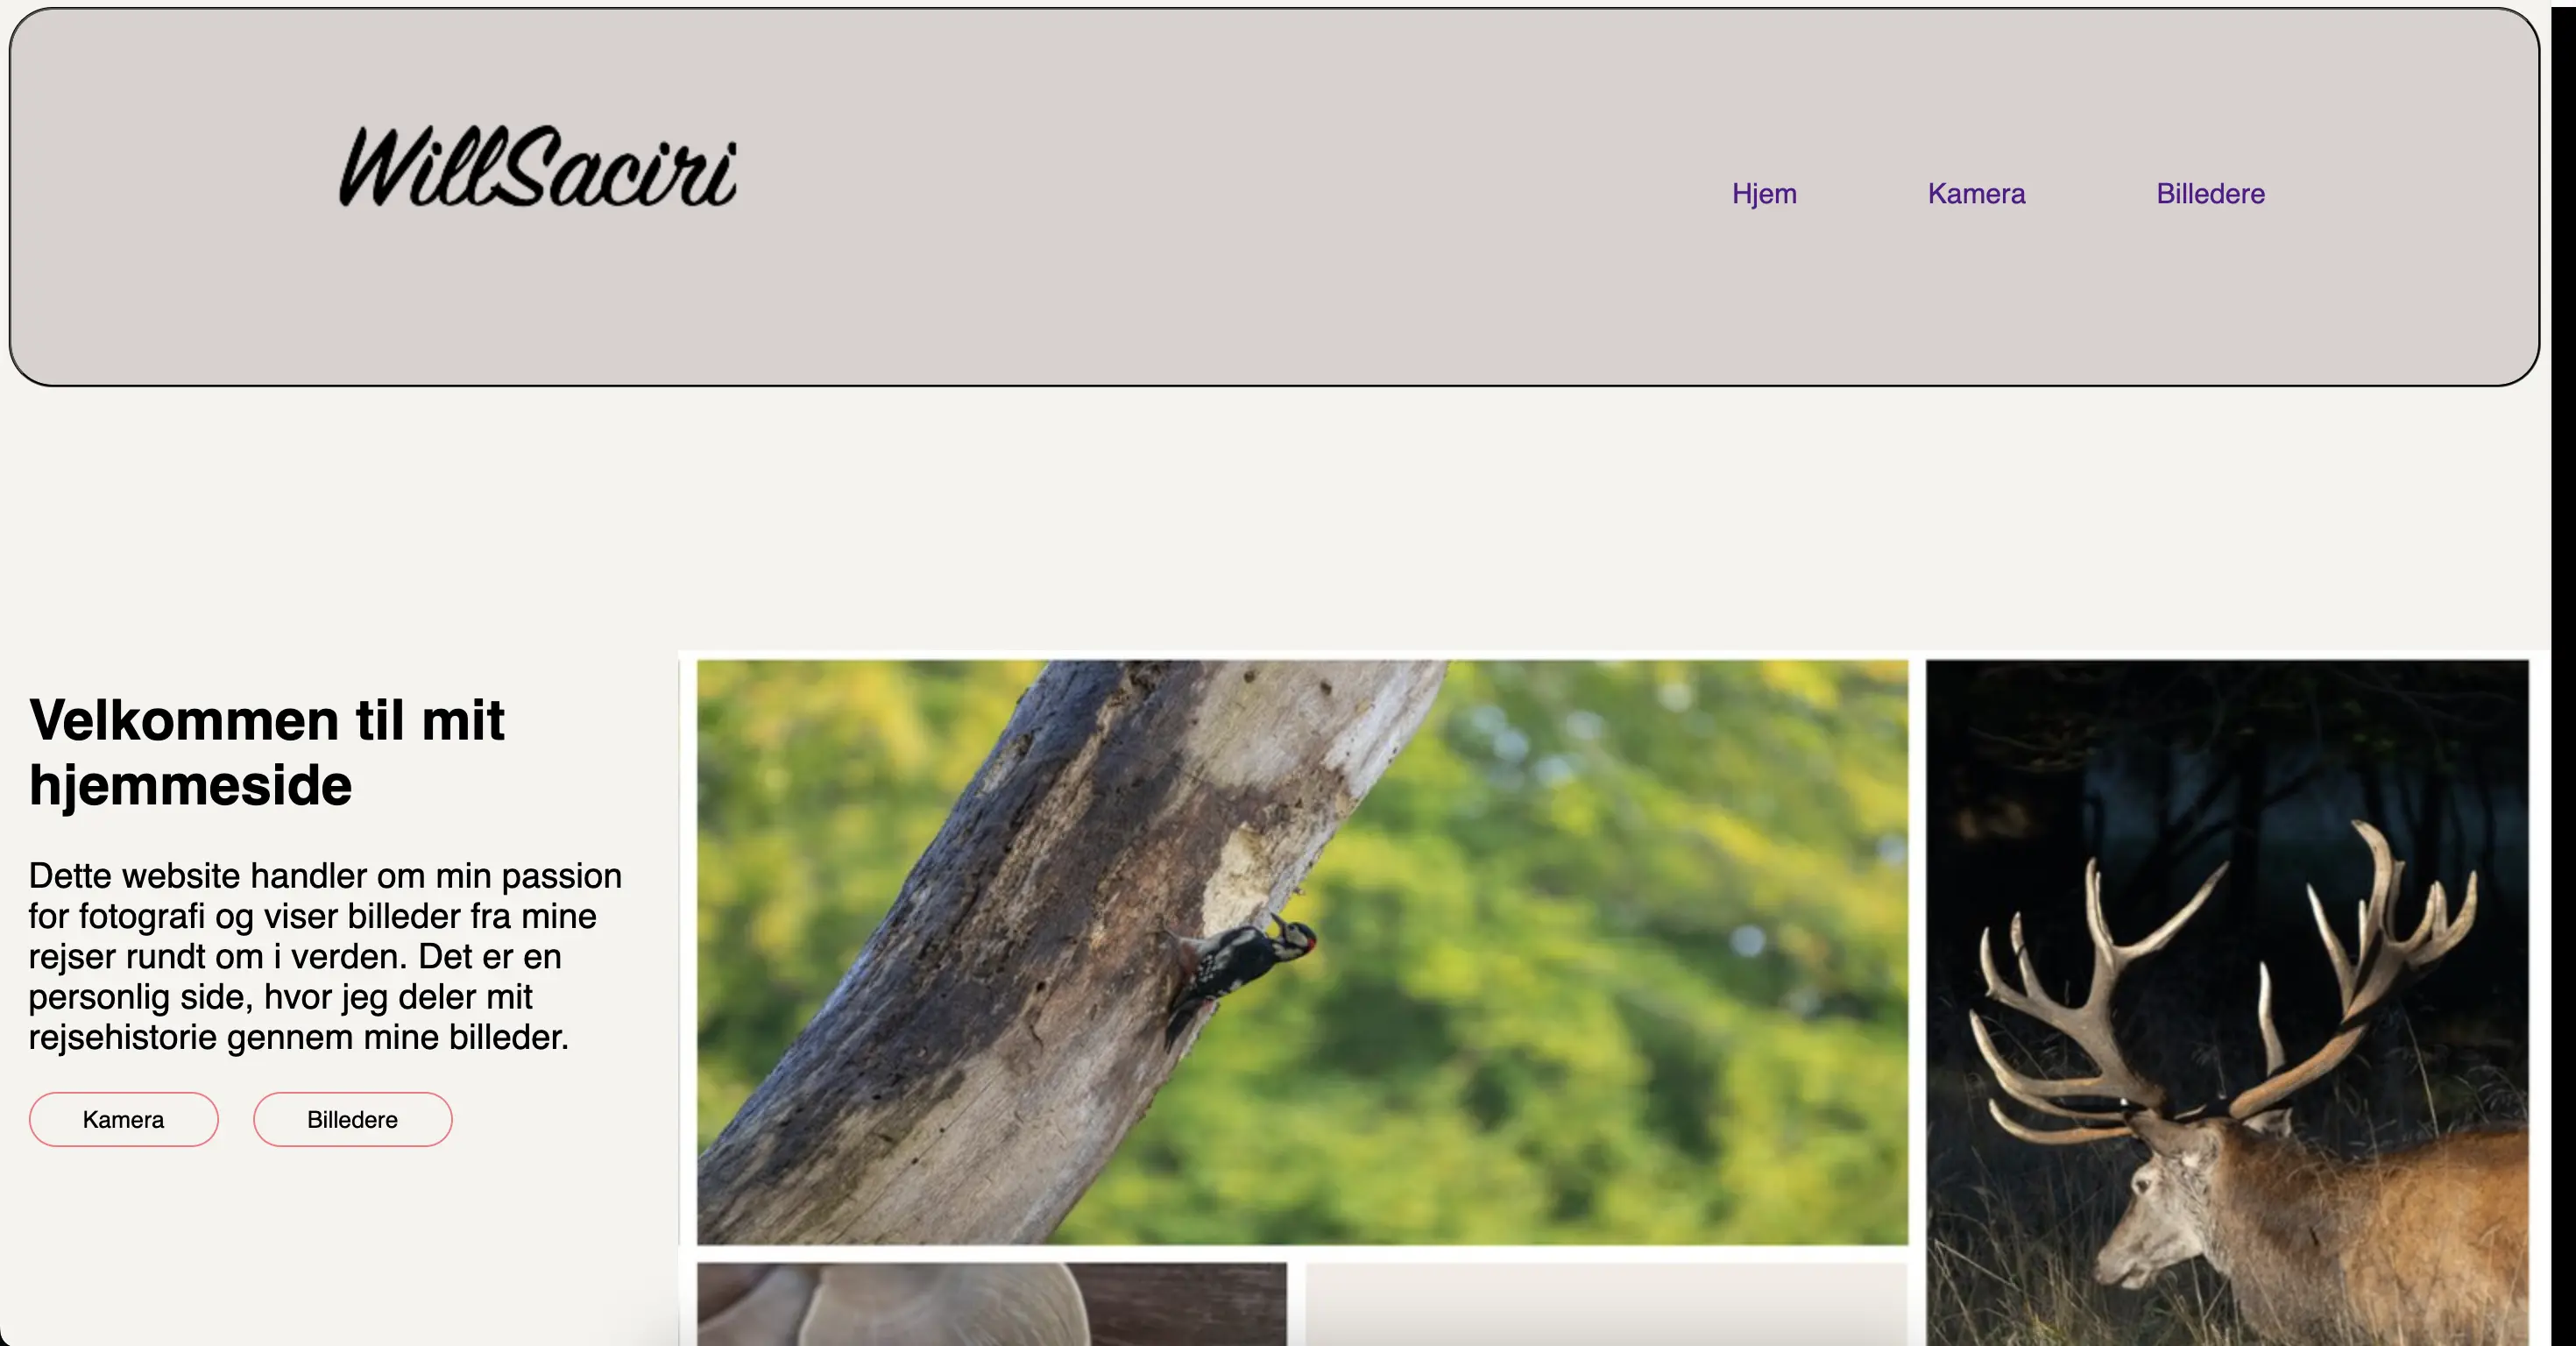 WillSaciri
Hjem Kamera Billedere
Velkommen til mit
hjemmeside
Dette website handler om min passion
for fotografi og viser billeder fra mine
rejser rundt om i verden. Det er en
personlig side, hvor jeg deler mit
rejsehistorie gennem mine billeder.
Kamera Billedere